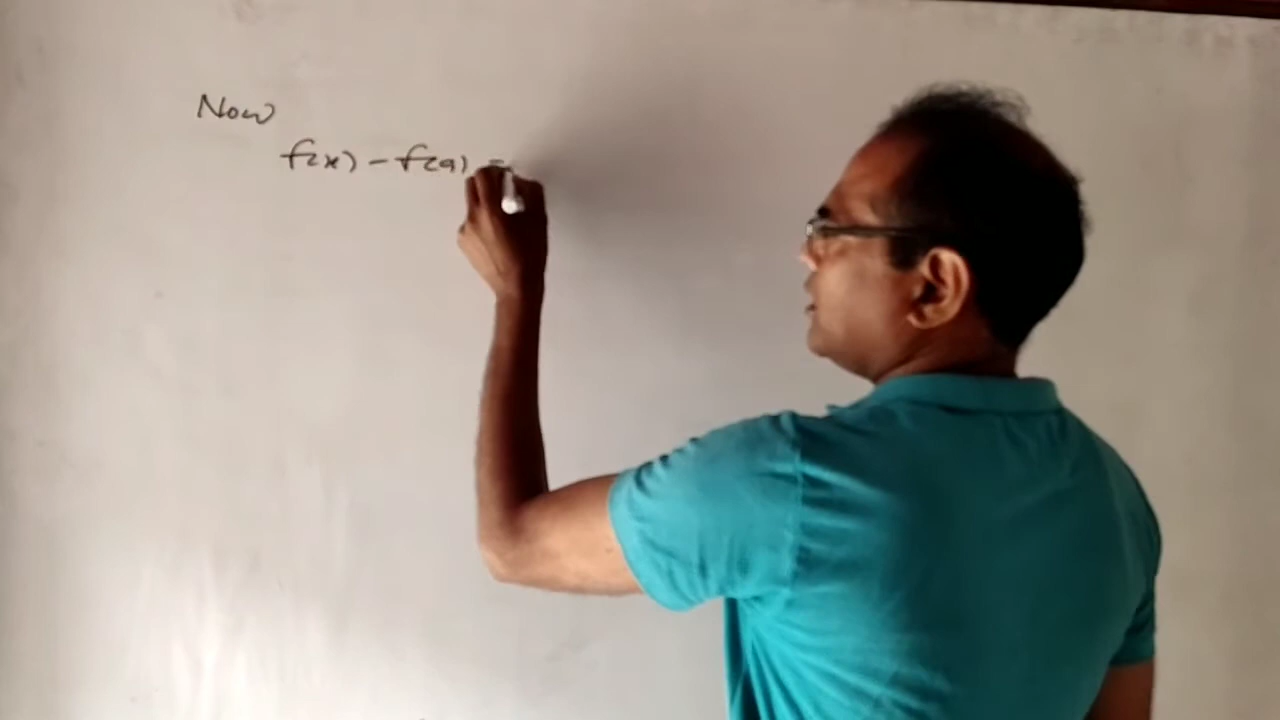 Now
f(x) - f(a) =